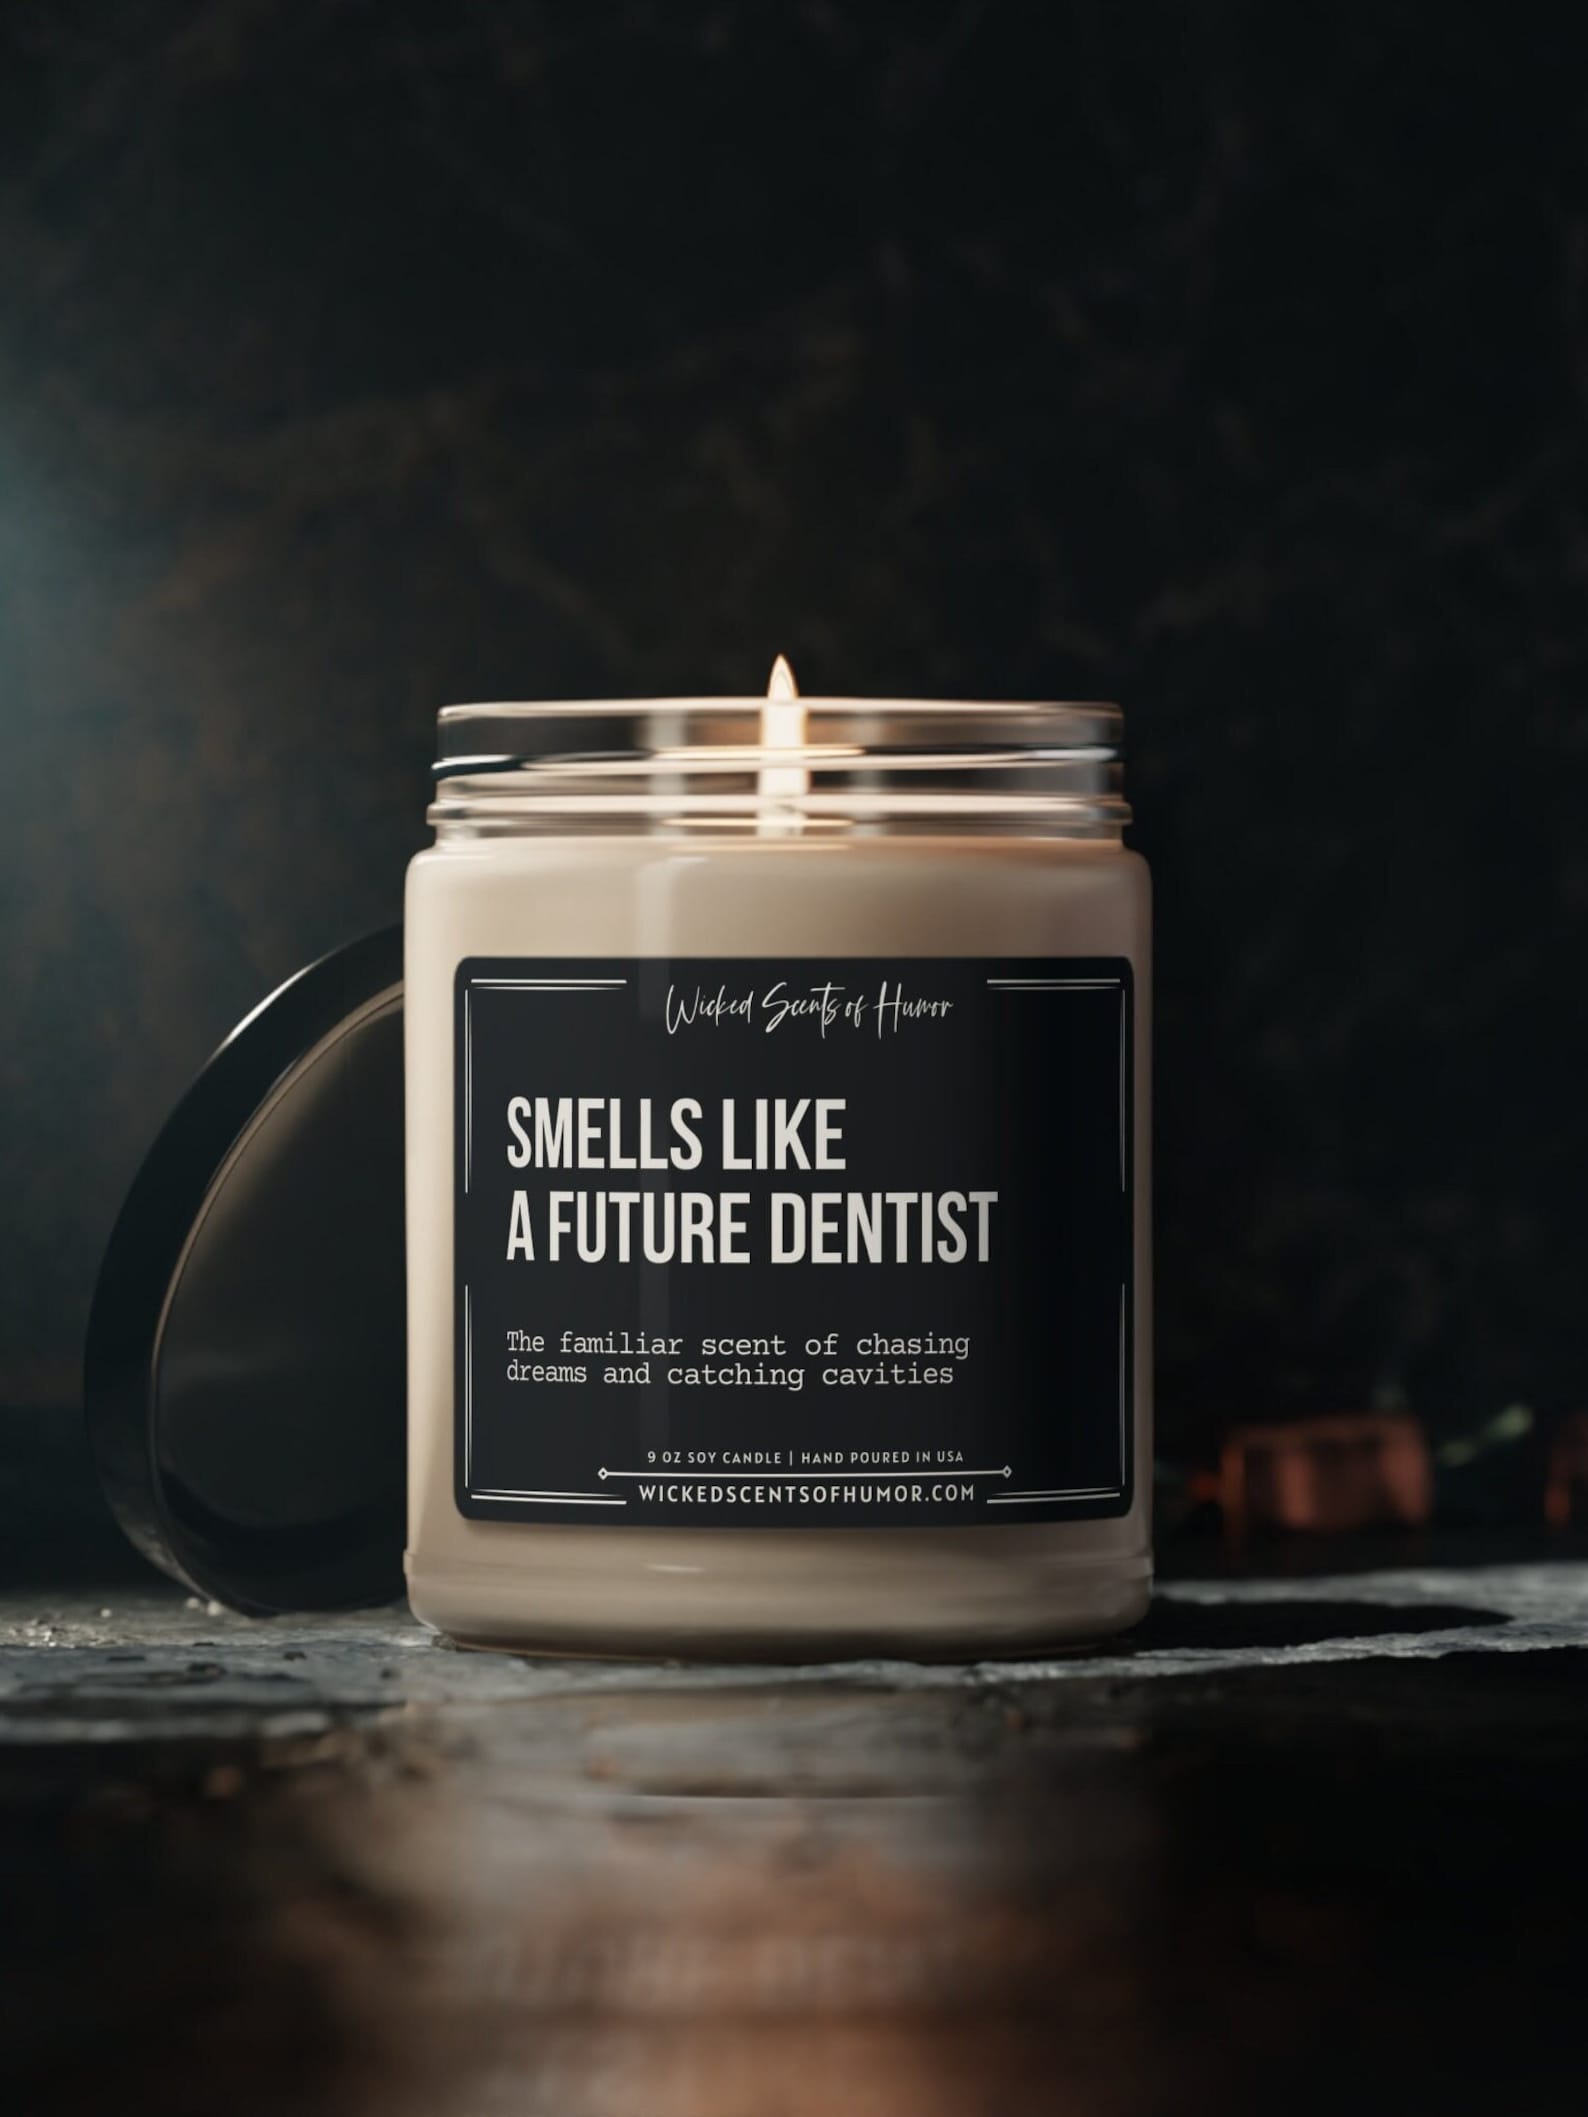 Wicked Scents of Humor
SMELLS LIKE
A FUTURE DENTIST
The familiar scent of chasing
dreams and catching cavities
9 OZ SOY CANDLE | HAND POURED IN USA
WICKEDSCENTSOFHUMOR.COM